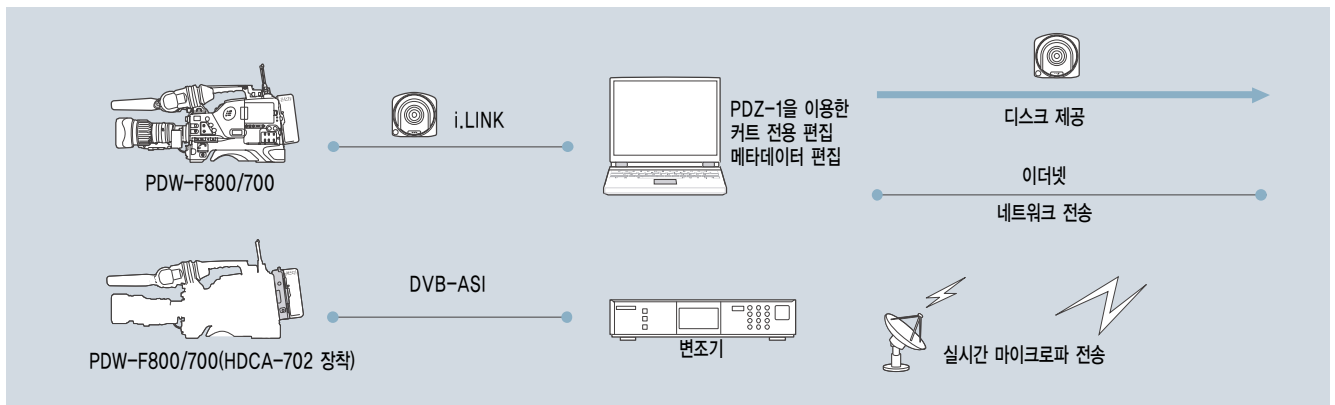 PDW-F800/700
i.LINK
PDZ-1을 이용한
커트 전용 편집
메타데이터 편집
디스크 제공
이더넷
네트워크 전송
PDW-F800/700(HDCA-702 장착)
DVB-ASI
변조기
실시간 마이크로파 전송